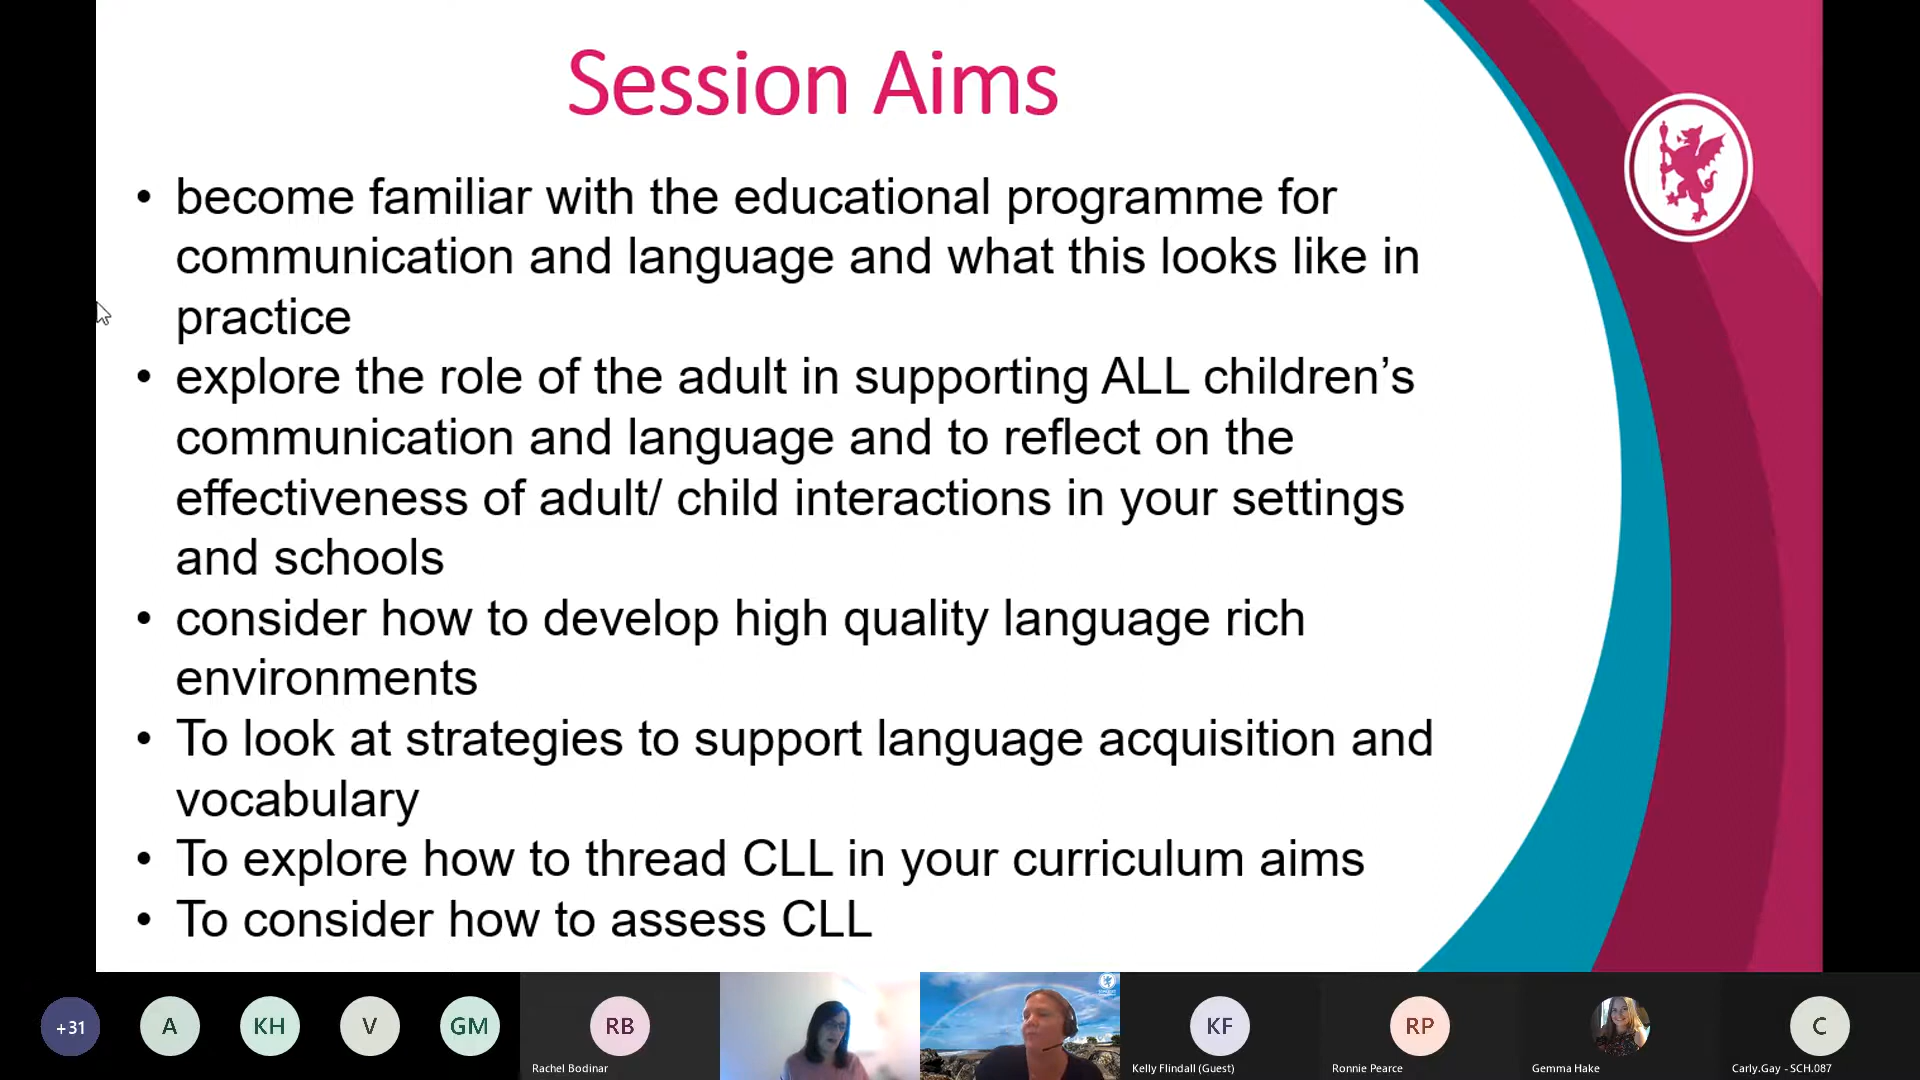 Session Aims
• become familiar with the educational programme for
communication and language and what this looks like in
practice
• explore the role of the adult in supporting ALL children’s
communication and language and to reflect on the
effectiveness of adult/ child interactions in your settings
and schools
• consider how to develop high quality language rich
environments
• To look at strategies to support language acquisition and
vocabulary
• To explore how to thread CLL in your curriculum aims
• To consider how to assess CLL
+31
A
KH
V
GM
RB
KF
RP
C
Rachel Bodinar
Kelly Flindall (Guest)
Ronnie Pearce
Gemma Hake
Carly.Gay - SCH.087